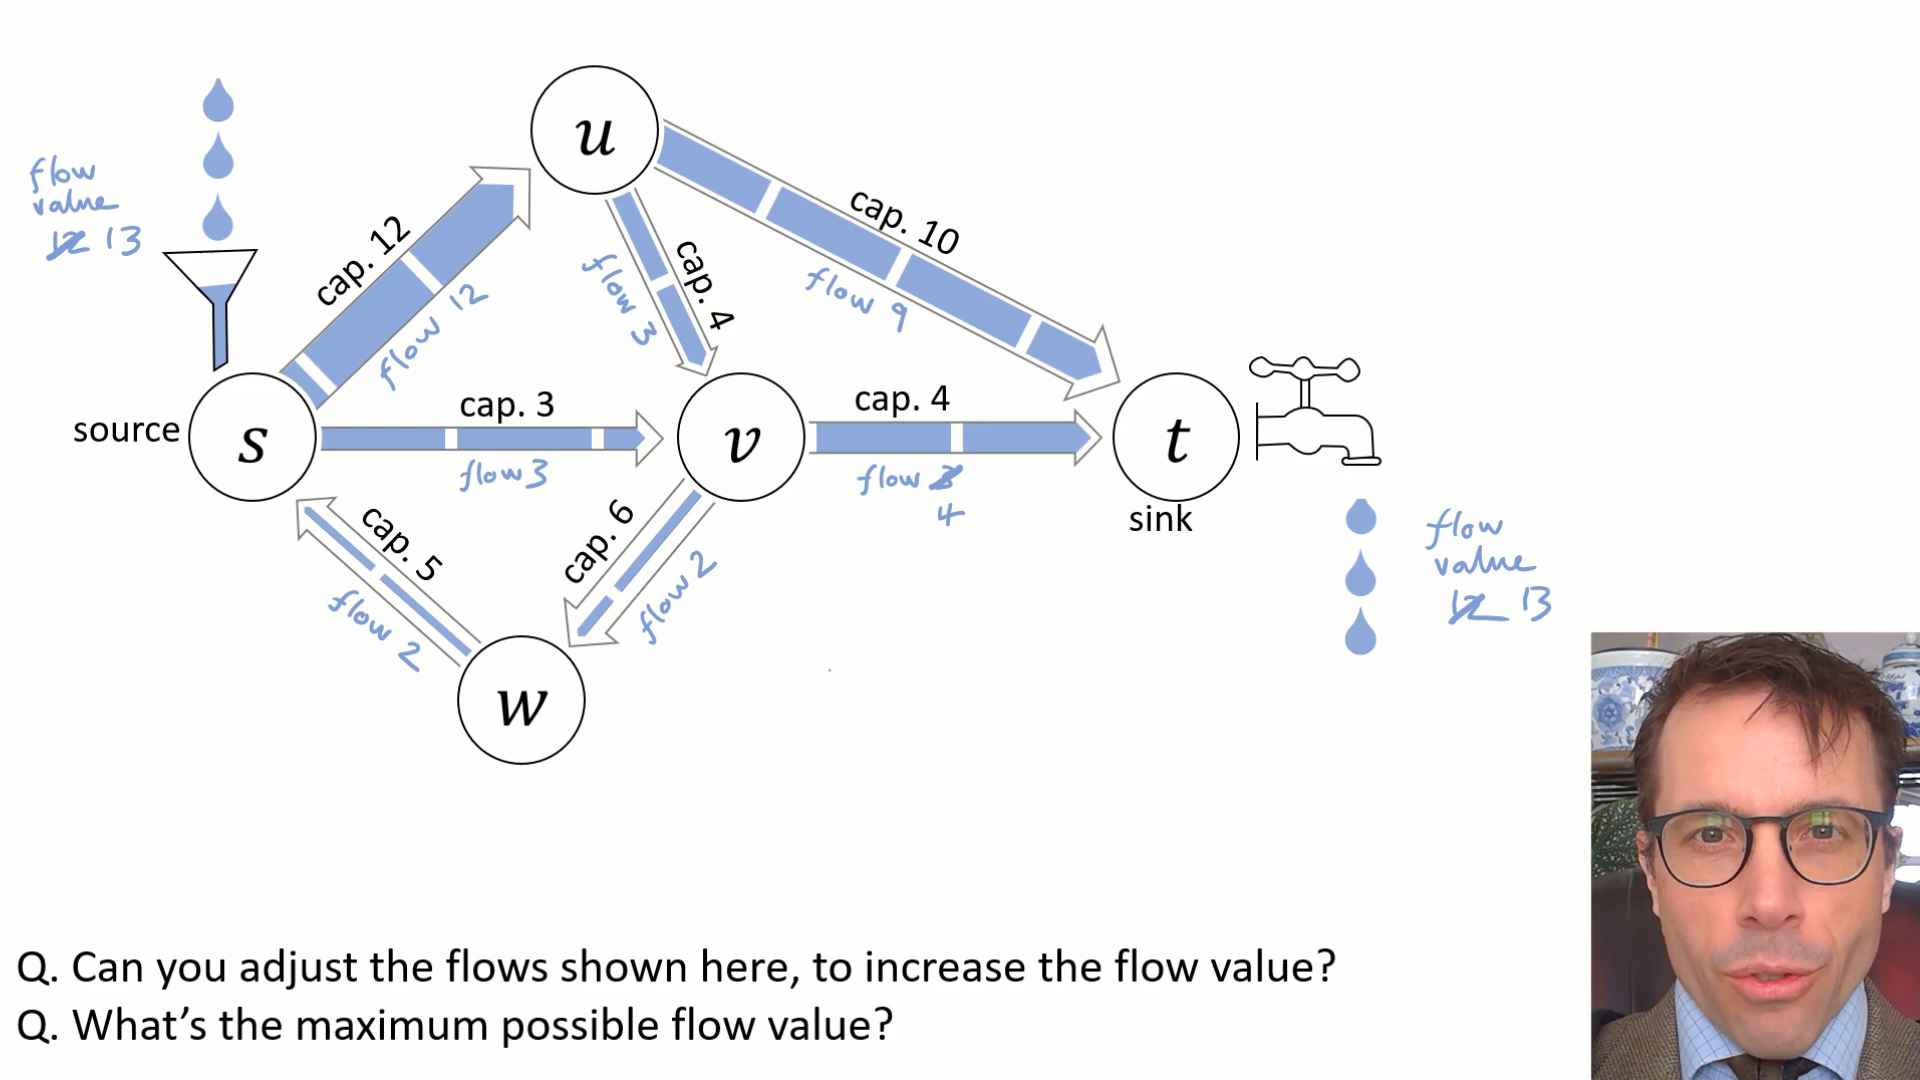 u
flow
value
12 13
cap. 12
flow 12
cap. 4
flow 3
cap. 10
flow 9
source
s
cap. 3
flow 3
v
cap. 4
flow 3
4
t
sink
cap. 5
flow 2
cap. 6
flow 2
w
flow
value
12 13
Q. Can you adjust the flows shown here, to increase the flow value?
Q. What's the maximum possible flow value?